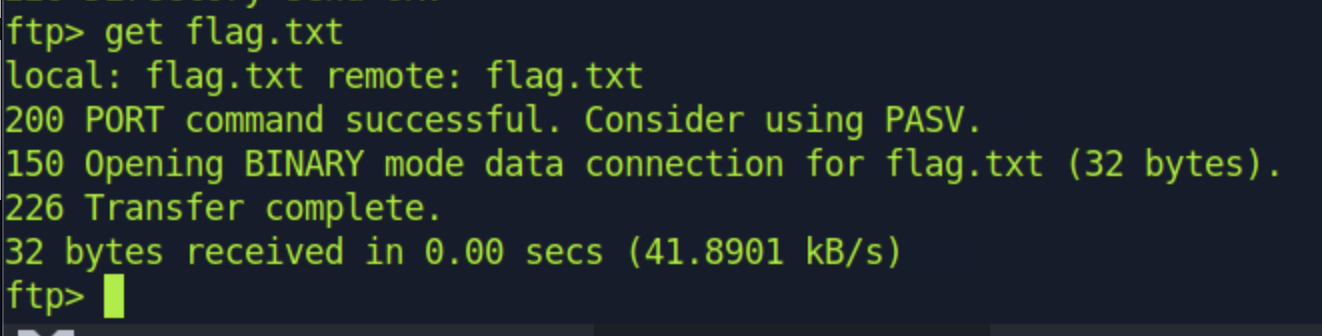 ftp> get flag.txt
local: flag.txt remote: flag.txt
200 PORT command successful. Consider using PASV.
150 Opening BINARY mode data connection for flag.txt (32 bytes).
226 Transfer complete.
32 bytes received in 0.00 secs (41.8901 kB/s)
ftp>